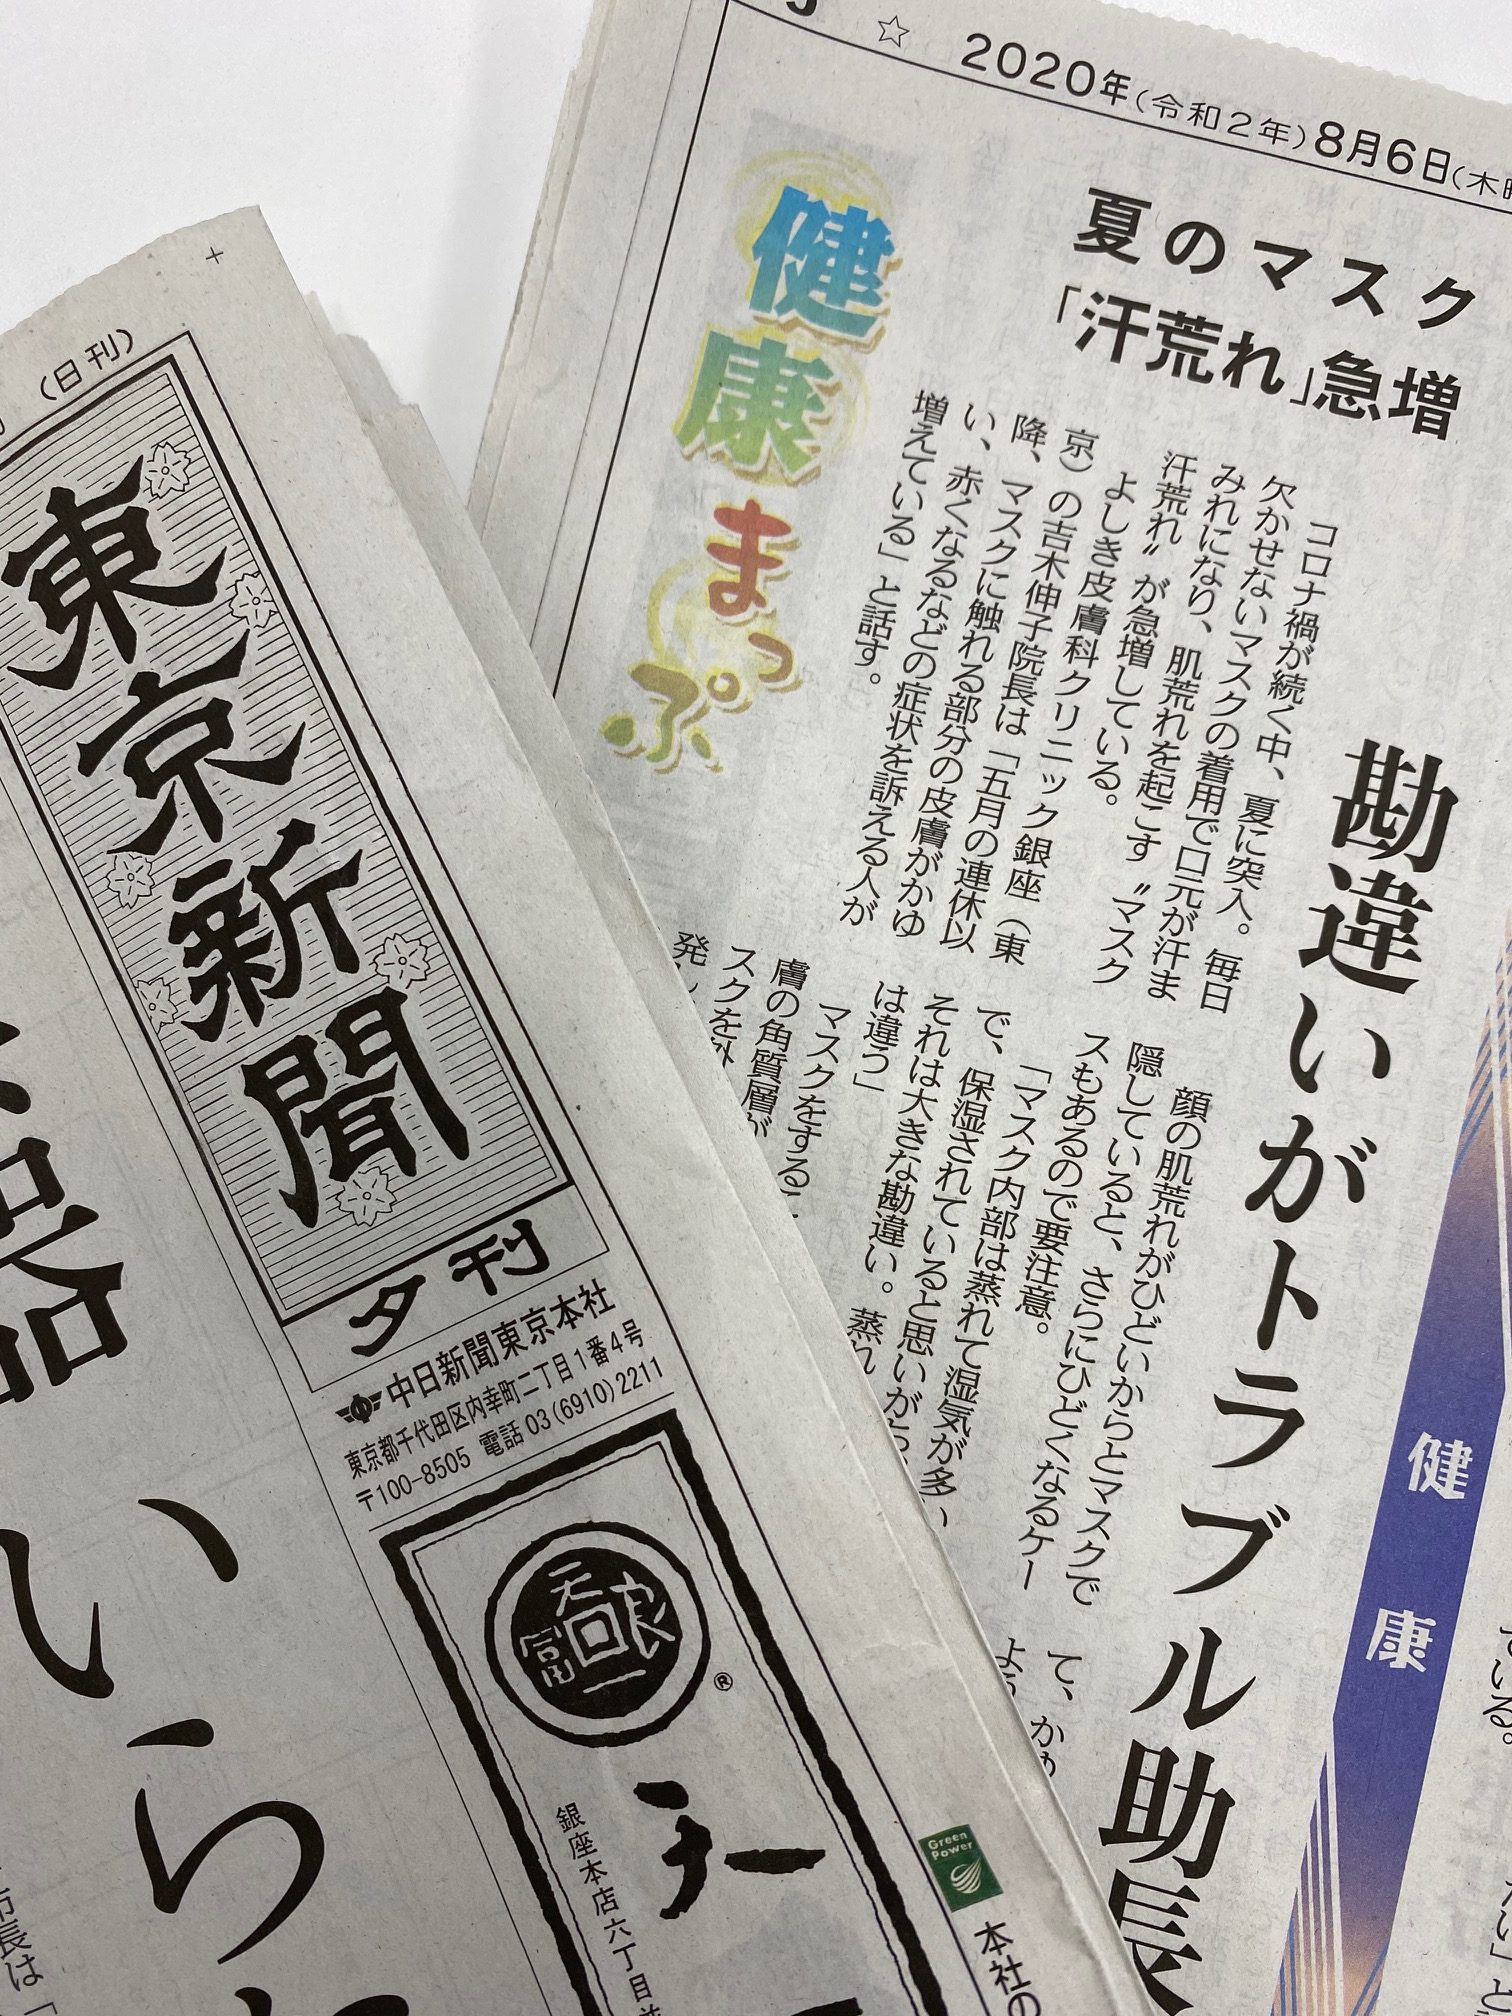 ☆ 2020年(令和2年)8月6日(木
健康まっぷ
夏のマスク
「汗荒れ」急増
勘違いがトラブル助長
コロナ禍が続く中、夏に突入。毎日
欠かせないマスクの着用で口元が汗ま
みれになり、肌荒れを起こす〝マスク
汗荒れ〟が急増している。
よしき皮膚科クリニック銀座(東
京)の吉木伸子院長は「五月の連休以
降、マスクに触れる部分の皮膚がかゆ
い、赤くなるなどの症状を訴える人が
増えている」と話す。
顔の肌荒れがひどいからとマスクで
隠していると、さらにひどくなるケー
スもあるので要注意。
「マスク内部は蒸れて湿気が多い
で、保湿されていると思いがち
それは大きな勘違い。蒸れ
は違う」
マスクをする
膚の角質層が
スクを外
発
て、かゆ
よう
健康
ている。
(日刊)
東京新聞
夕刊
中日新聞東京本社
東京都千代田区内幸町二丁目1番4号
〒100-8505 電話 03(6910)2211
器
いら
市長は「
天
國
®
銀座本店六丁目
Green
Power
本社の